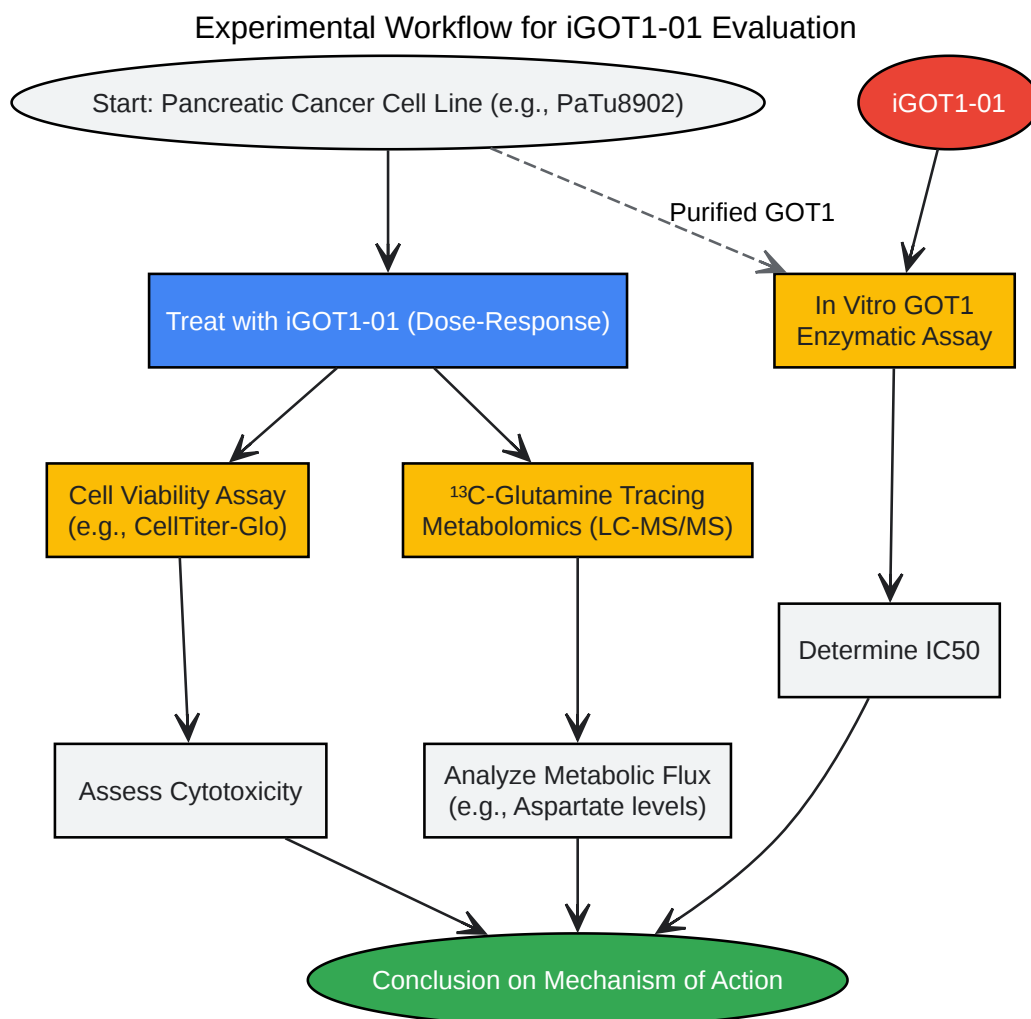 Experimental Workflow for iGOT1-01 Evaluation
Start: Pancreatic Cancer Cell Line (e.g., PaTu8902)
iGOT1-01
Purified GOT1
Treat with iGOT1-01 (Dose-Response)
In Vitro GOT1
Enzymatic Assay
Cell Viability Assay
(e.g., CellTiter-Glo)
¹³C-Glutamine Tracing
Metabolomics (LC-MS/MS)
Determine IC50
Assess Cytotoxicity
Analyze Metabolic Flux
(e.g., Aspartate levels)
Conclusion on Mechanism of Action